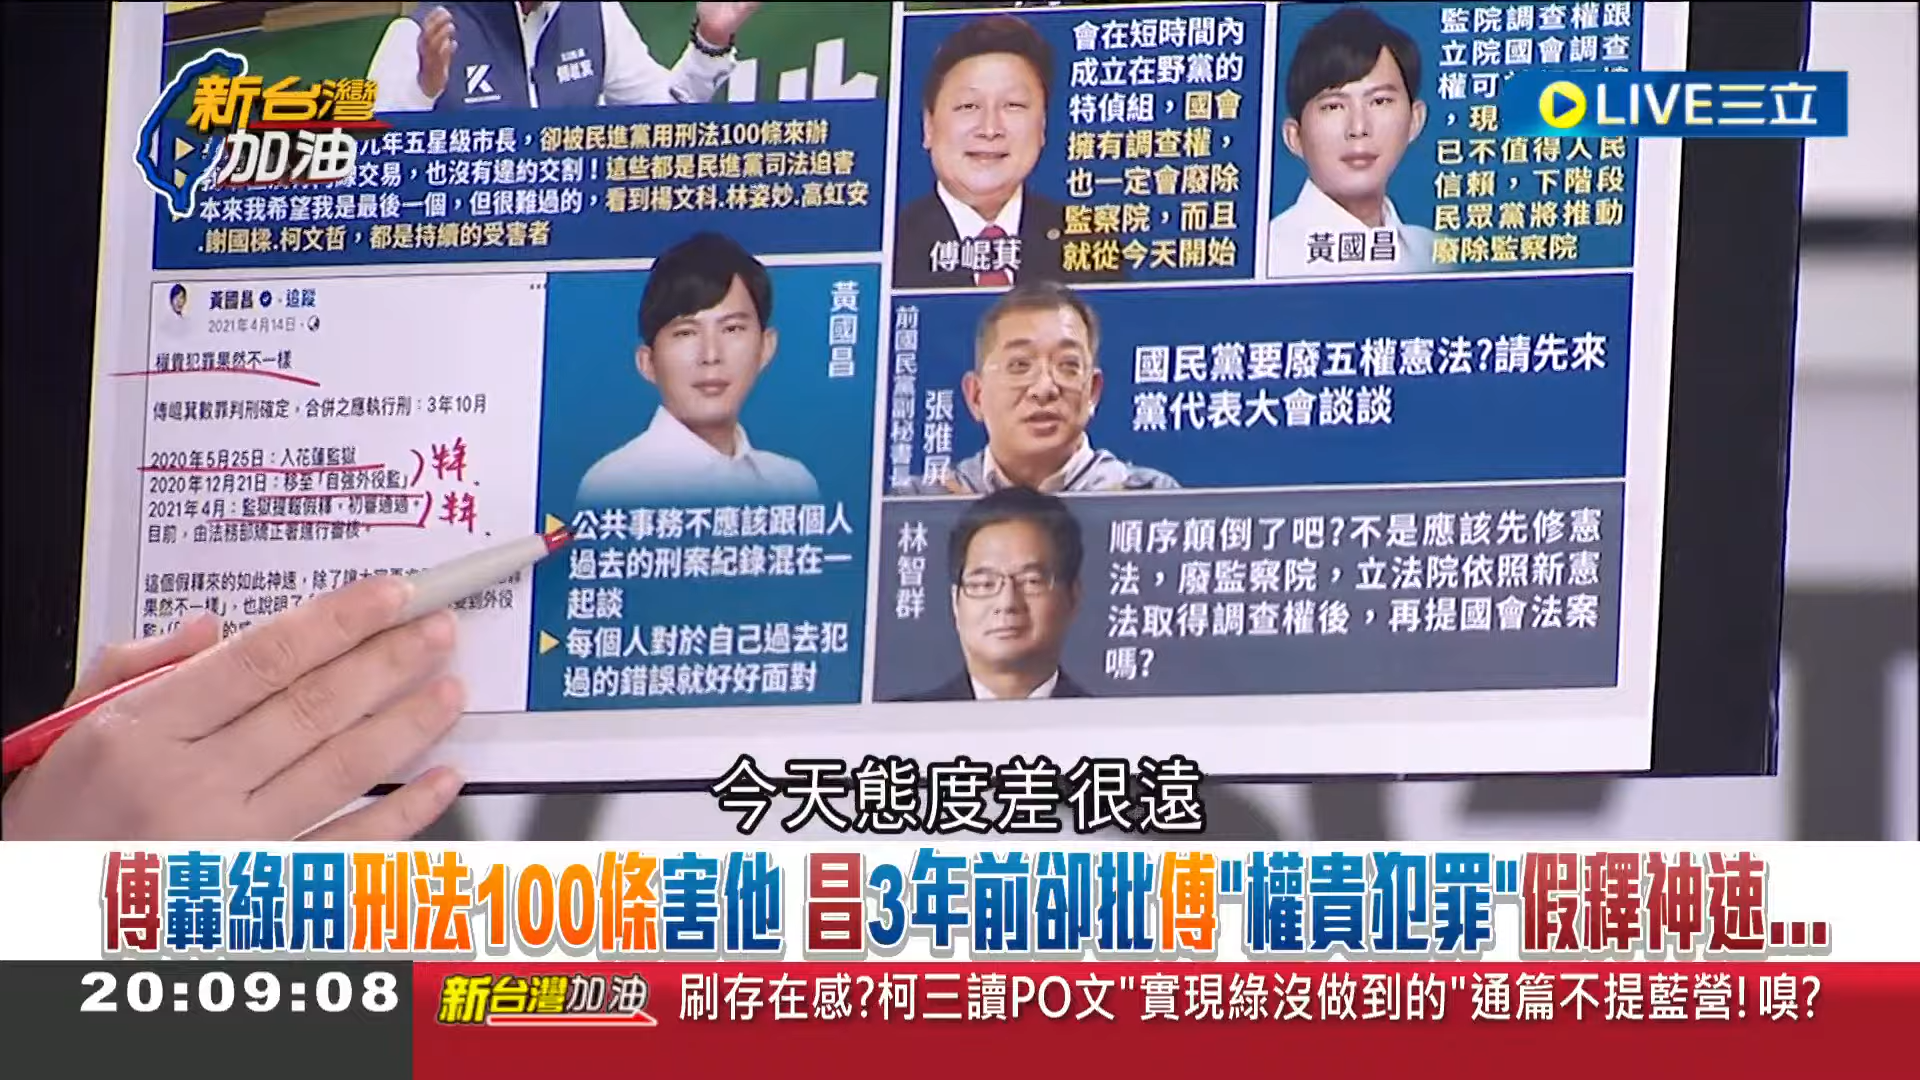 新台灣
加油
LIVE三立
九年五星級市長，卻被民進黨用刑法100條來辦
線交易，也沒有違約交割！這些都是民進黨司法迫害
本來我希望我是最後一個，但很難過的，看到楊文科.林姿妙.高虹安
.謝國樑.柯文哲，都是持續的受害者
黃國昌・追蹤
2021年4月14日
權貴犯罪果然不一樣
傅崐萁數罪判刑確定，合併之應執行刑：3年10月
2020年5月25日：入花蓮監獄
2020年12月21日：移至「自強外役監」
2021年4月：監獄提報假釋，初審通過。
目前，由法務部矯正署進行審核。
這個假釋來的如此神速，除了讓大
果然不一樣」，也說明了
到外役
監
的
黃國昌
公共事務不應該跟個人
過去的刑案紀錄混在一
起談
每個人對於自己過去犯
過的錯誤就好好面對
會在短時間內
成立在野黨的
特偵組，國會
擁有調查權，
也一定會廢除
監察院，而且
就從今天開始
傅崐萁
監院調查權跟
立院國會調查
權可
，現
已不值得人民
信賴，下階段
民眾黨將推動
廢除監察院
黃國昌
前國民黨副秘書長
張雅屏
國民黨要廢五權憲法?請先來
黨代表大會談談
林智群
順序顛倒了吧?不是應該先修憲
法，廢監察院，立法院依照新憲
法取得調查權後，再提國會法案
嗎?
今天態度差很遠
傅轟綠用刑法100條害他 昌3年前卻批傅"權貴犯罪"假釋神速...
20:09:08
新台灣加油
刷存在感?柯三讀PO文"實現綠沒做到的"通篇不提藍營!嗅?